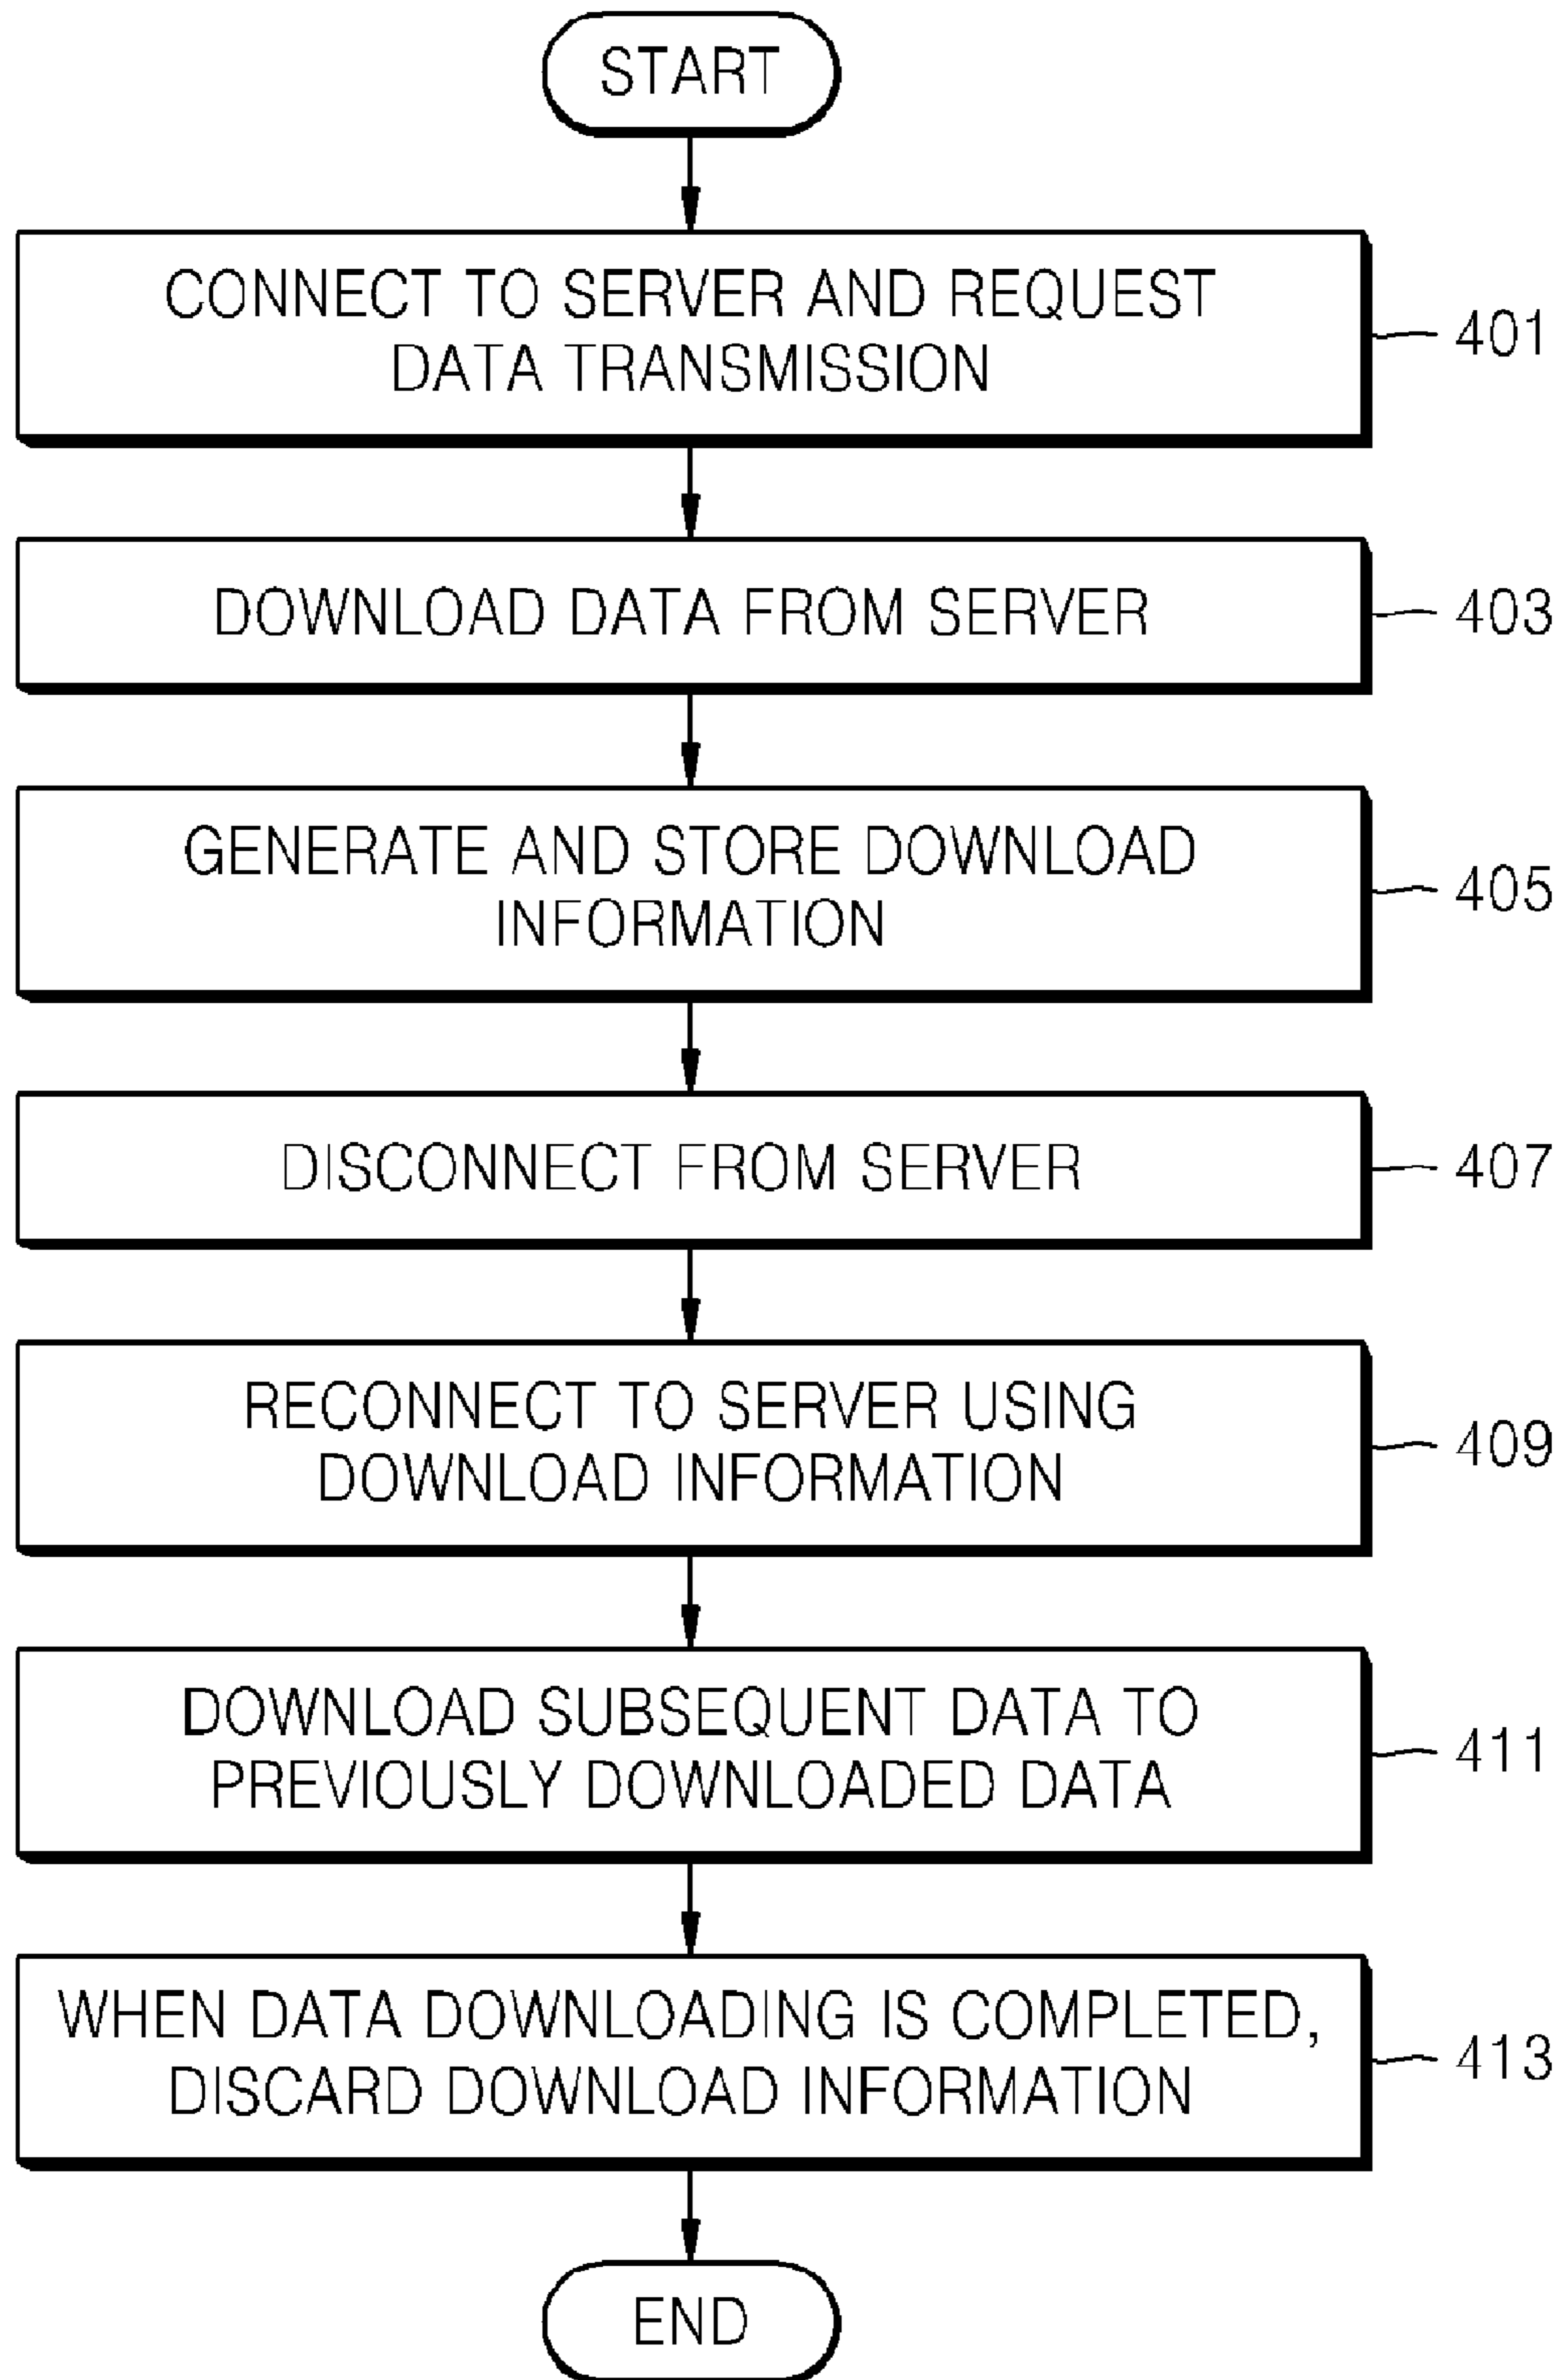 START
CONNECT TO SERVER AND REQUEST
DATA TRANSMISSION
401
DOWNLOAD DATA FROM SERVER
403
GENERATE AND STORE DOWNLOAD
INFORMATION
405
DISCONNECT FROM SERVER
407
RECONNECT TO SERVER USING
DOWNLOAD INFORMATION
409
DOWNLOAD SUBSEQUENT DATA TO
PREVIOUSLY DOWNLOADED DATA
411
WHEN DATA DOWNLOADING IS COMPLETED,
DISCARD DOWNLOAD INFORMATION
413
END